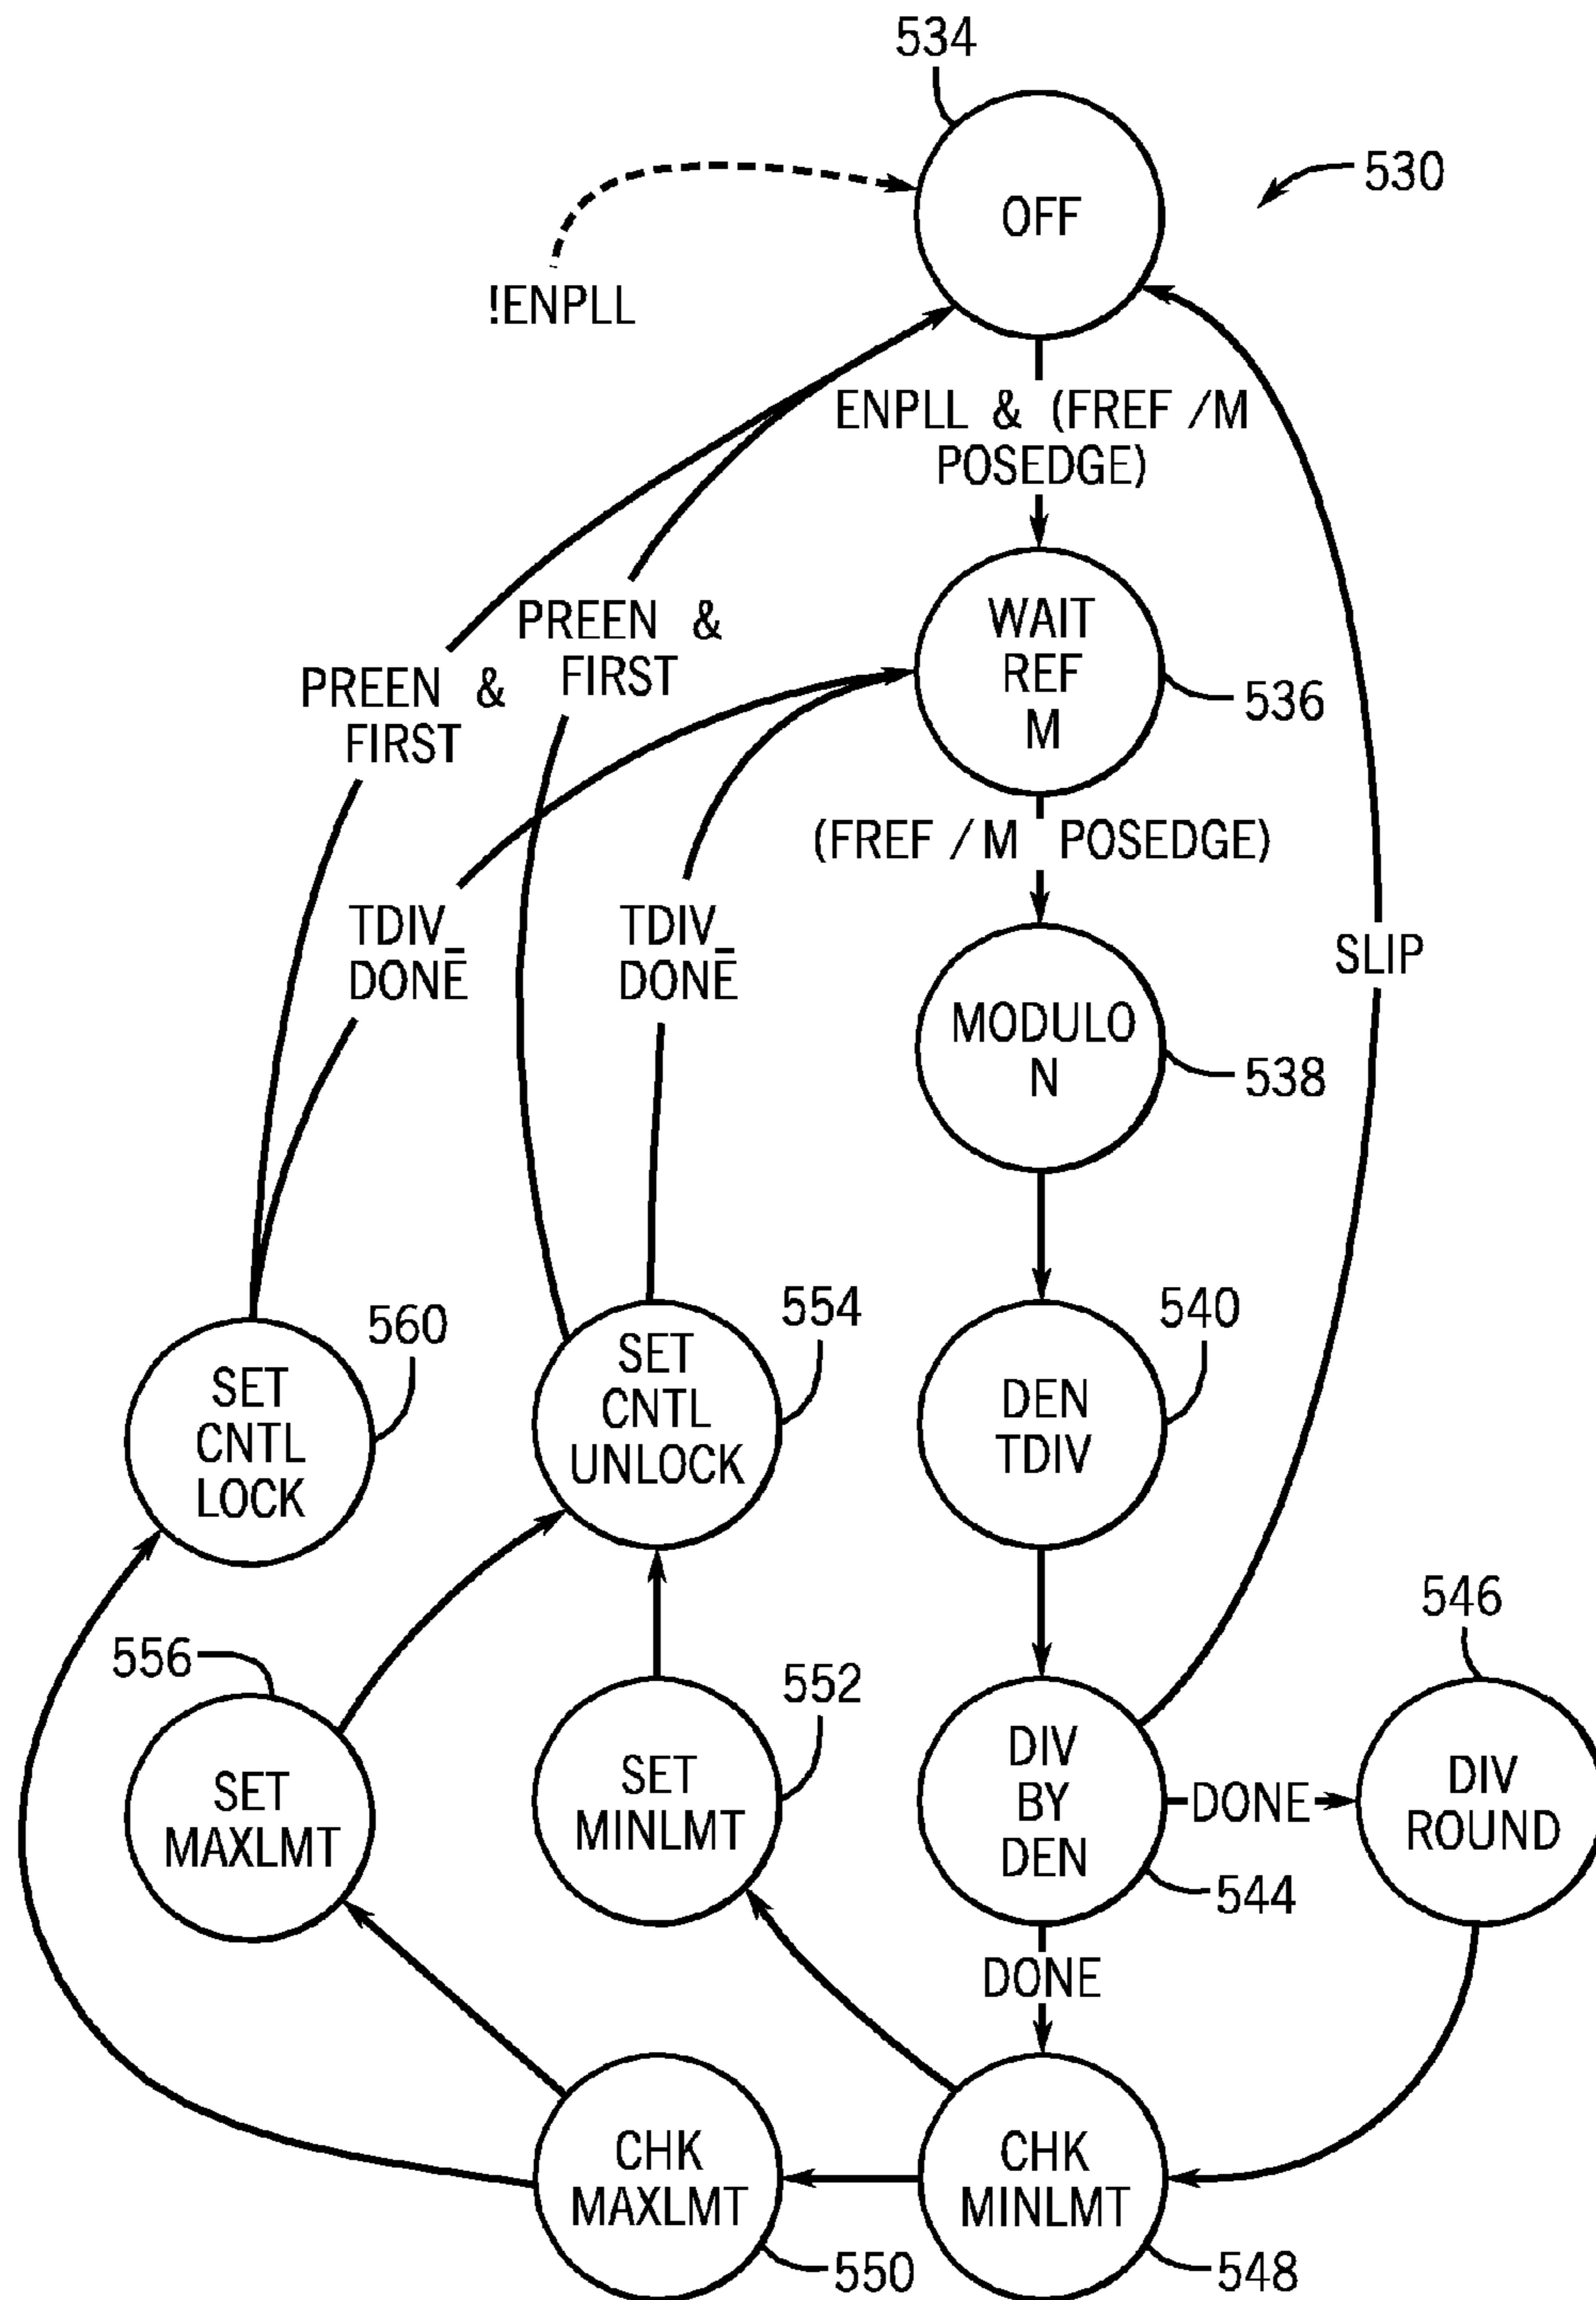 534
530
OFF
!ENPLL
ENPLL & (FREF /M
POSEDGE)
WAIT
REF
M
536
PREEN &
FIRST
PREEN &
FIRST
(FREF /M POSEDGE)
TDIV_
DONE
TDIV_
DONE
SLIP
MODULO
N
538
560
554
540
SET
CNTL
LOCK
SET
CNTL
UNLOCK
DEN
TDIV
546
556
552
SET
MAXLMT
SET
MINLMT
DIV
BY
DEN
DONE
DIV
ROUND
544
DONE
CHK
MAXLMT
CHK
MINLMT
550
548